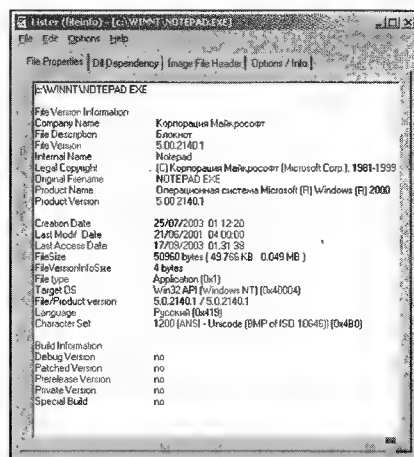 Lister (fileinfo) - [c:\WINNT\NOTEPAD.EXE]
File Edit Options Help
File Properties Dll Dependency Image File Header Options / Info
c:\WINNT\NOTEPAD.EXE
File Version Information
Company Name Корпорация Майкрософт
File Description Блокнот
File Version 5.00.2140.1
Internal Name Notepad
Legal Copyright (C) Корпорация Майкрософт (Microsoft Corp.), 1981-1999
Original Filename NOTEPAD.EXE
Product Name Операционная система Microsoft (R) Windows (R) 2000
Product Version 5.00.2140.1
Creation Date 25/07/2003 01:12:20
Last Modif. Date 21/06/2001 04:00:00
Last Access Date 17/09/2003 01:31:38
FileSize 50960 bytes ( 49.766 KB 0.049 MB )
FileVersionInfoSize 4 bytes
File type Application (0x1)
Target OS Win32 API (Windows NT) (0x40004)
File/Product version 5.0.2140.1 / 5.0.2140.1
Language Русский (0x419)
Character Set 1200 (ANSI - Unicode (BMP of ISO 10646)) (0x4B0)
Build Information
Debug Version no
Patched Version no
Prerelease Version no
Private Version no
Special Build no